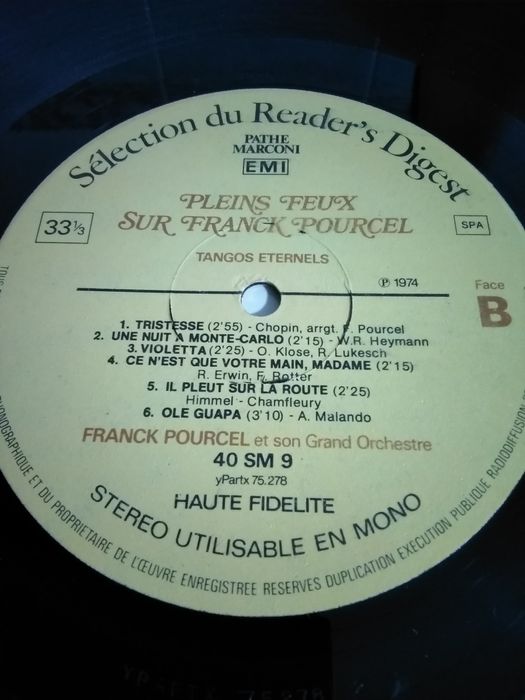 Sélection du Reader's Digest
PATHE
MARCONI
EMI
33 1/3
PLEINS FEUX
SUR FRANCK POURCEL
SPA
TANGOS ETERNELS
℗ 1974
Face
B
1. TRISTESSE (2'55) - Chopin, arrgt. F. Pourcel
2. UNE NUIT A MONTE-CARLO (2'15) - W.R. Heymann
3. VIOLETTA (2'25) - O. Klose, R. Lukesch
4. CE N'EST QUE VOTRE MAIN, MADAME (2'15)
R. Erwin, F. Rotter
5. IL PLEUT SUR LA ROUTE (2'25)
Himmel - Chamfleury
6. OLE GUAPA (3'10) - A. Malando
FRANCK POURCEL et son Grand Orchestre
40 SM 9
yPartx 75.278
HAUTE FIDELITE
STEREO UTILISABLE EN MONO
PHONOGRAPHIQUE ET DU PROPRIETAIRE DE L'ŒUVRE ENREGISTREE RESERVES DUPLICATION EXECUTION PUBLIQUE RADIODIFFUSION